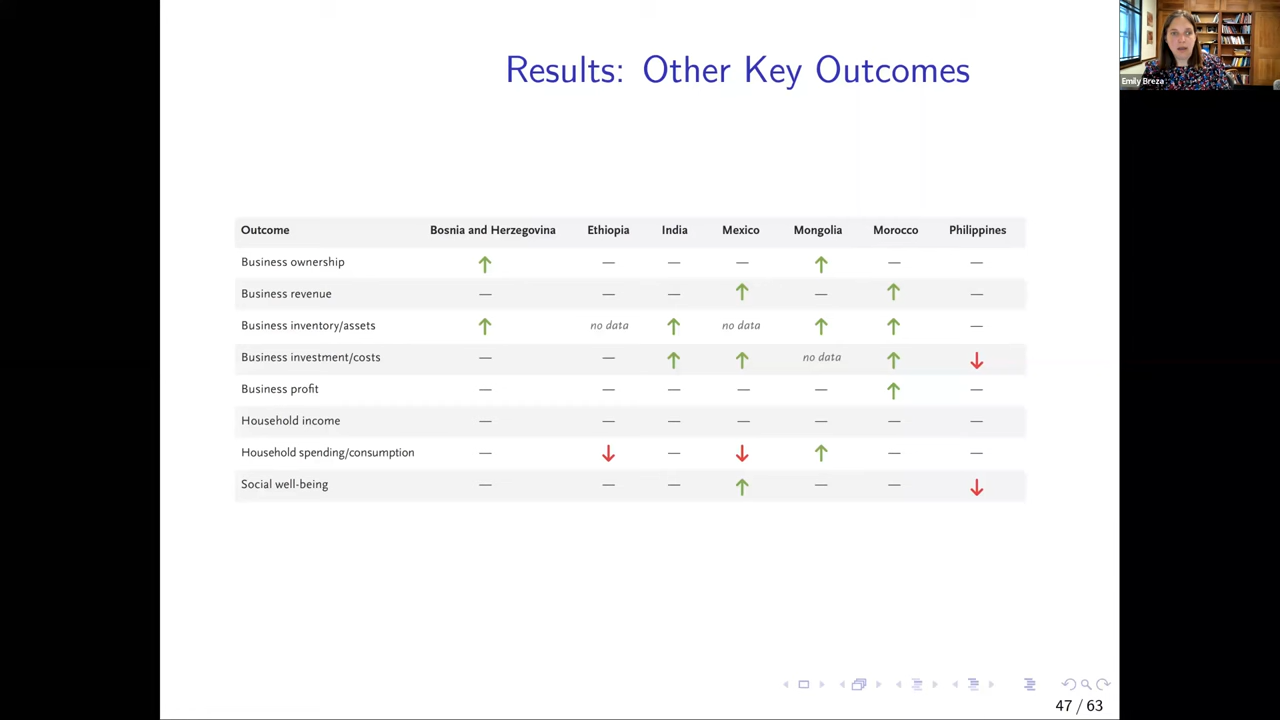 Results: Other Key Outcomes
Emily Breza
Outcome Bosnia and Herzegovina Ethiopia India Mexico Mongolia Morocco Philippines
Business ownership ↑ — — — ↑ — —
Business revenue — — — ↑ — ↑ —
Business inventory/assets ↑ no data ↑ no data ↑ ↑ —
Business investment/costs — — ↑ ↑ no data ↑ ↓
Business profit — — — — — ↑ —
Household income — — — — — — —
Household spending/consumption — ↓ — ↓ ↑ — —
Social well-being — — — ↑ — — ↓
47 / 63